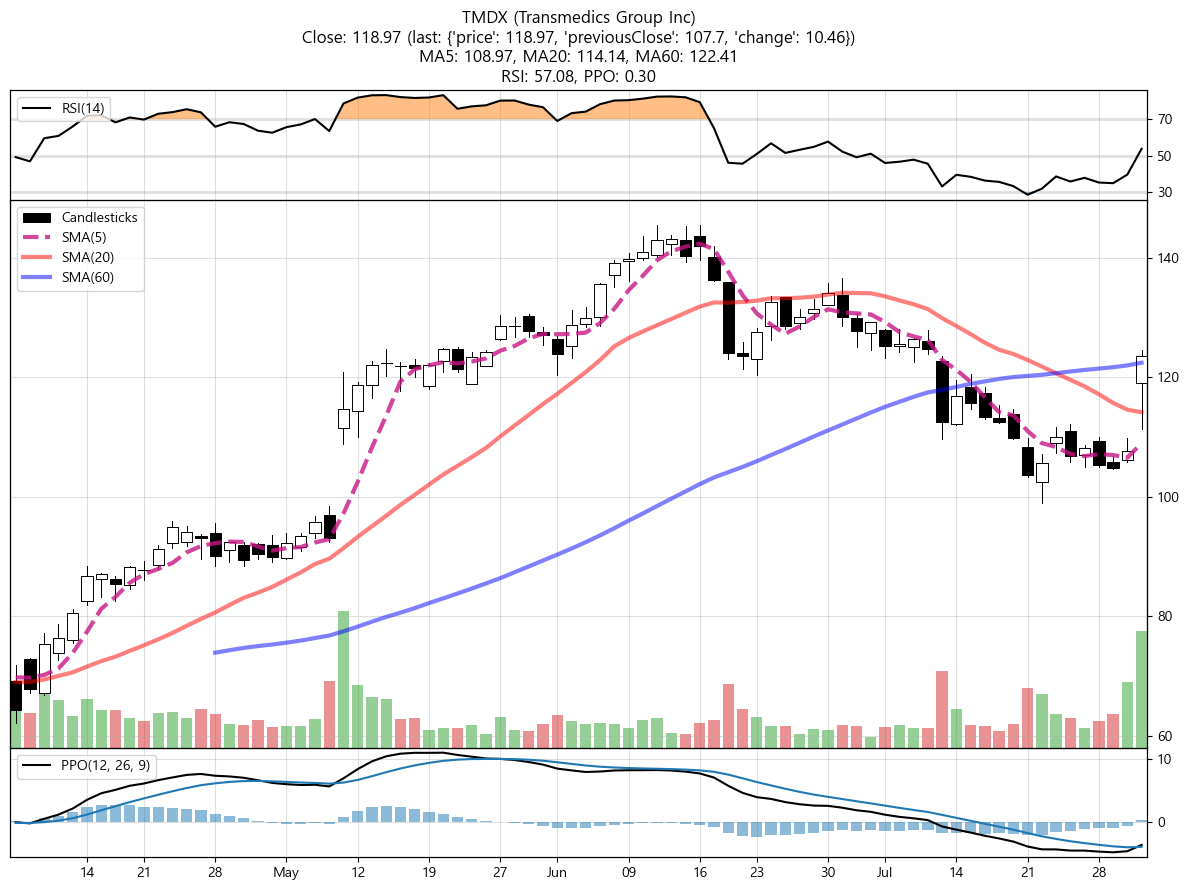 TMDX (Transmedics Group Inc)
Close: 118.97 (last: {'price': 118.97, 'previousClose': 107.7, 'change': 10.46})
MA5: 108.97, MA20: 114.14, MA60: 122.41
RSI: 57.08, PPO: 0.30
RSI(14)
70
50
30
Candlesticks
SMA(5)
SMA(20)
SMA(60)
140
120
100
80
60
PPO(12, 26, 9)
10
0
14 21 28 May 12 19 27 Jun 09 16 23 30 Jul 14 21 28